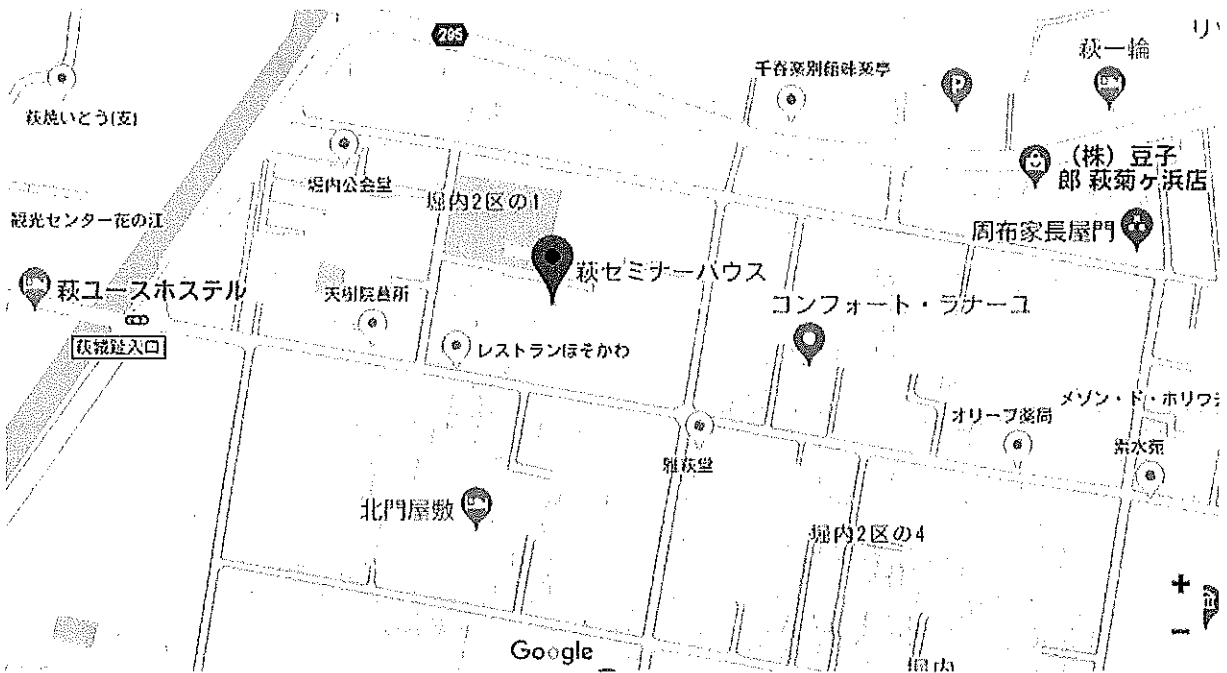 リッ
295
萩一輪
千春楽別館味楽亭
P
萩焼いとう(支)
(株) 豆子
郎 萩菊ヶ浜店
堀内公会堂
堀内2区の1
観光センター花の江
周布家長屋門
萩セミナーハウス
萩ユースホステル
天樹院墓所
コンフォート・ラナーユ
萩城趾入口
レストランほそかわ
メゾン・ド・ホリウチ
オリーブ薬局
雅萩堂
北門屋敷
堀内2区の4
+
−
Google
堀内